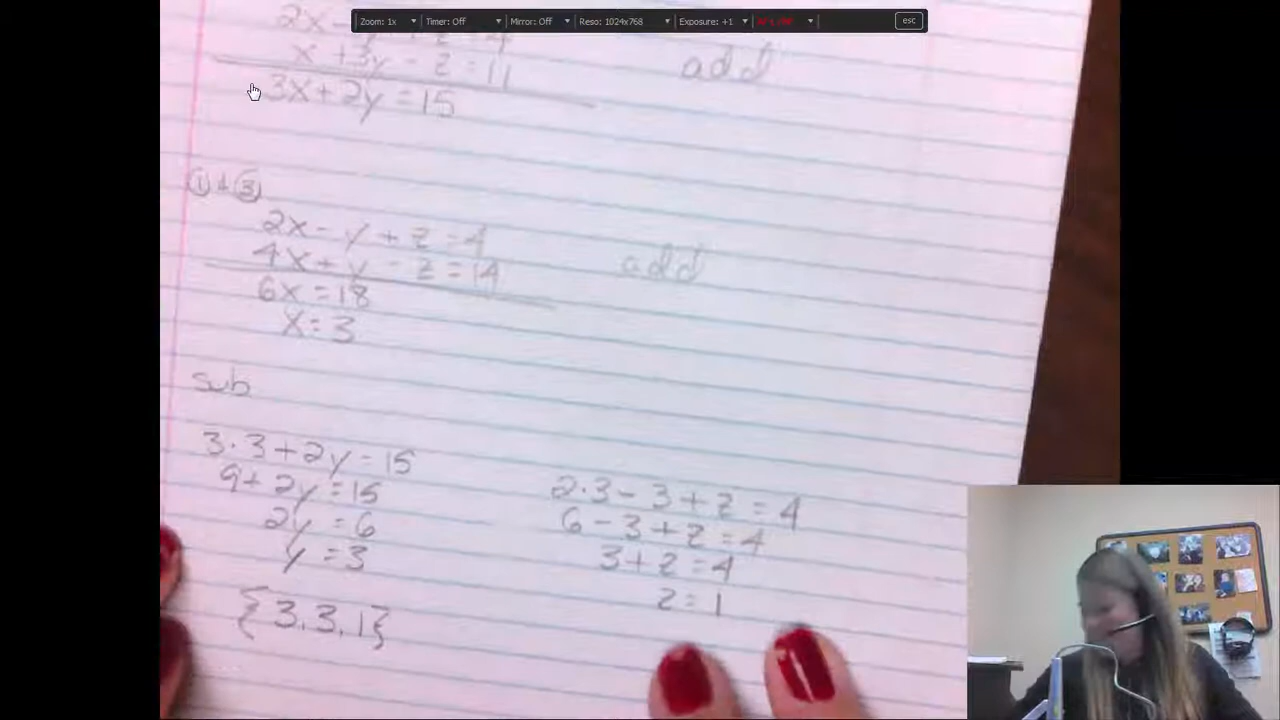 Zoom: 1x Timer: Off Mirror: Off Reso: 1024x768 Exposure: +1 esc
x + 3y - z = 11 add
3x + 2y = 15
① + ③
2x - y + z = 4
4x + y - z = 14 add
6x = 18
x = 3
Sub
3 · 3 + 2y = 15
9 + 2y = 15
2y = 6
y = 3
{3, 3, 1}
2 · 3 - 3 + z = 4
6 - 3 + z = 4
3 + z = 4
z = 1